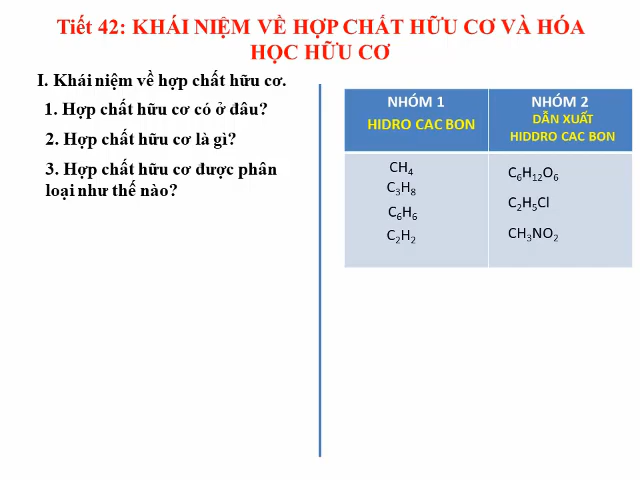 Tiết 42: KHÁI NIỆM VỀ HỢP CHẤT HỮU CƠ VÀ HÓA
HỌC HỮU CƠ
I. Khái niệm về hợp chất hữu cơ.
1. Hợp chất hữu cơ có ở đâu?
2. Hợp chất hữu cơ là gì?
3. Hợp chất hữu cơ được phân
loại như thế nào?
NHÓM 1
HIDRO CAC BON
NHÓM 2
DẪN XUẤT
HIDDRO CAC BON
CH₄
C₃H₈
C₆H₆
C₂H₂
C₆H₁₂O₆
C₂H₅Cl
CH₃NO₂